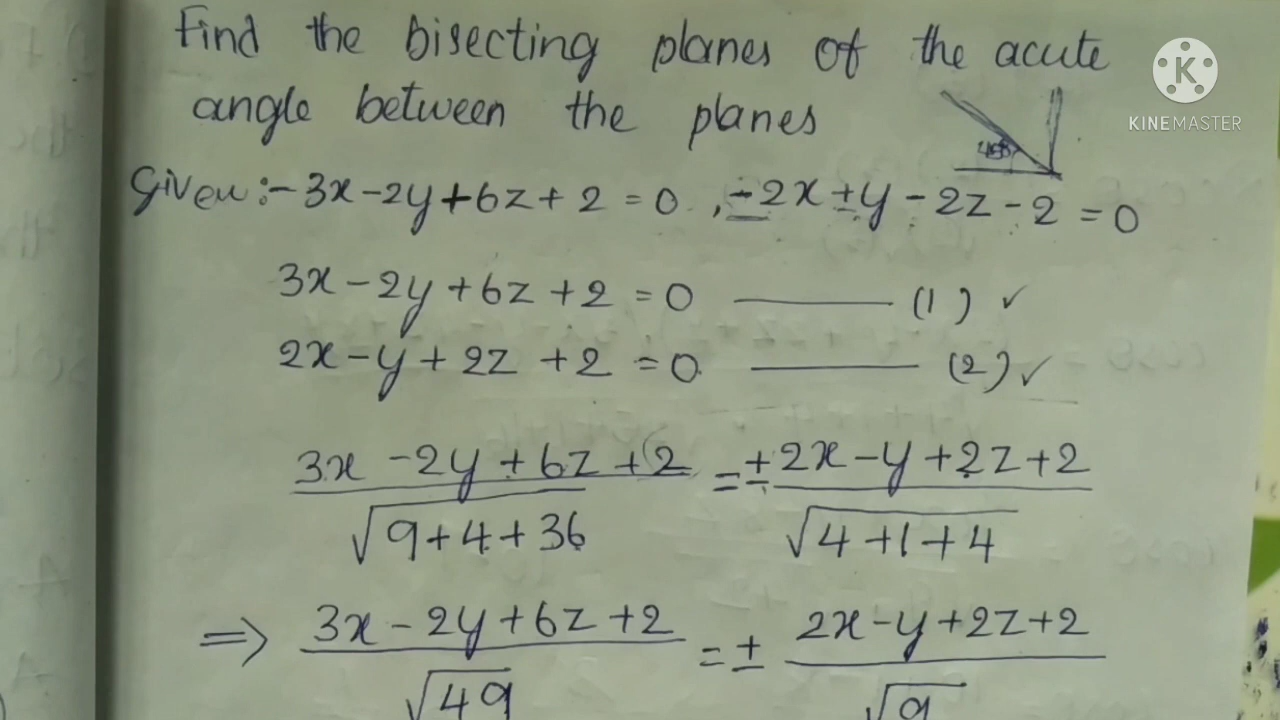 Find the bisecting planes of the acute
angle between the planes
KINEMASTER
Given:- 3x-2y+6z+2=0, -2x+y-2z-2=0
3x-2y+6z+2=0 ——— (1) ✓
2x-y+2z+2=0 ——— (2) ✓
3x-2y+6z+2 = ± 2x-y+2z+2
√9+4+36 √4+1+4
⇒ 3x-2y+6z+2 = ± 2x-y+2z+2
√49 √9